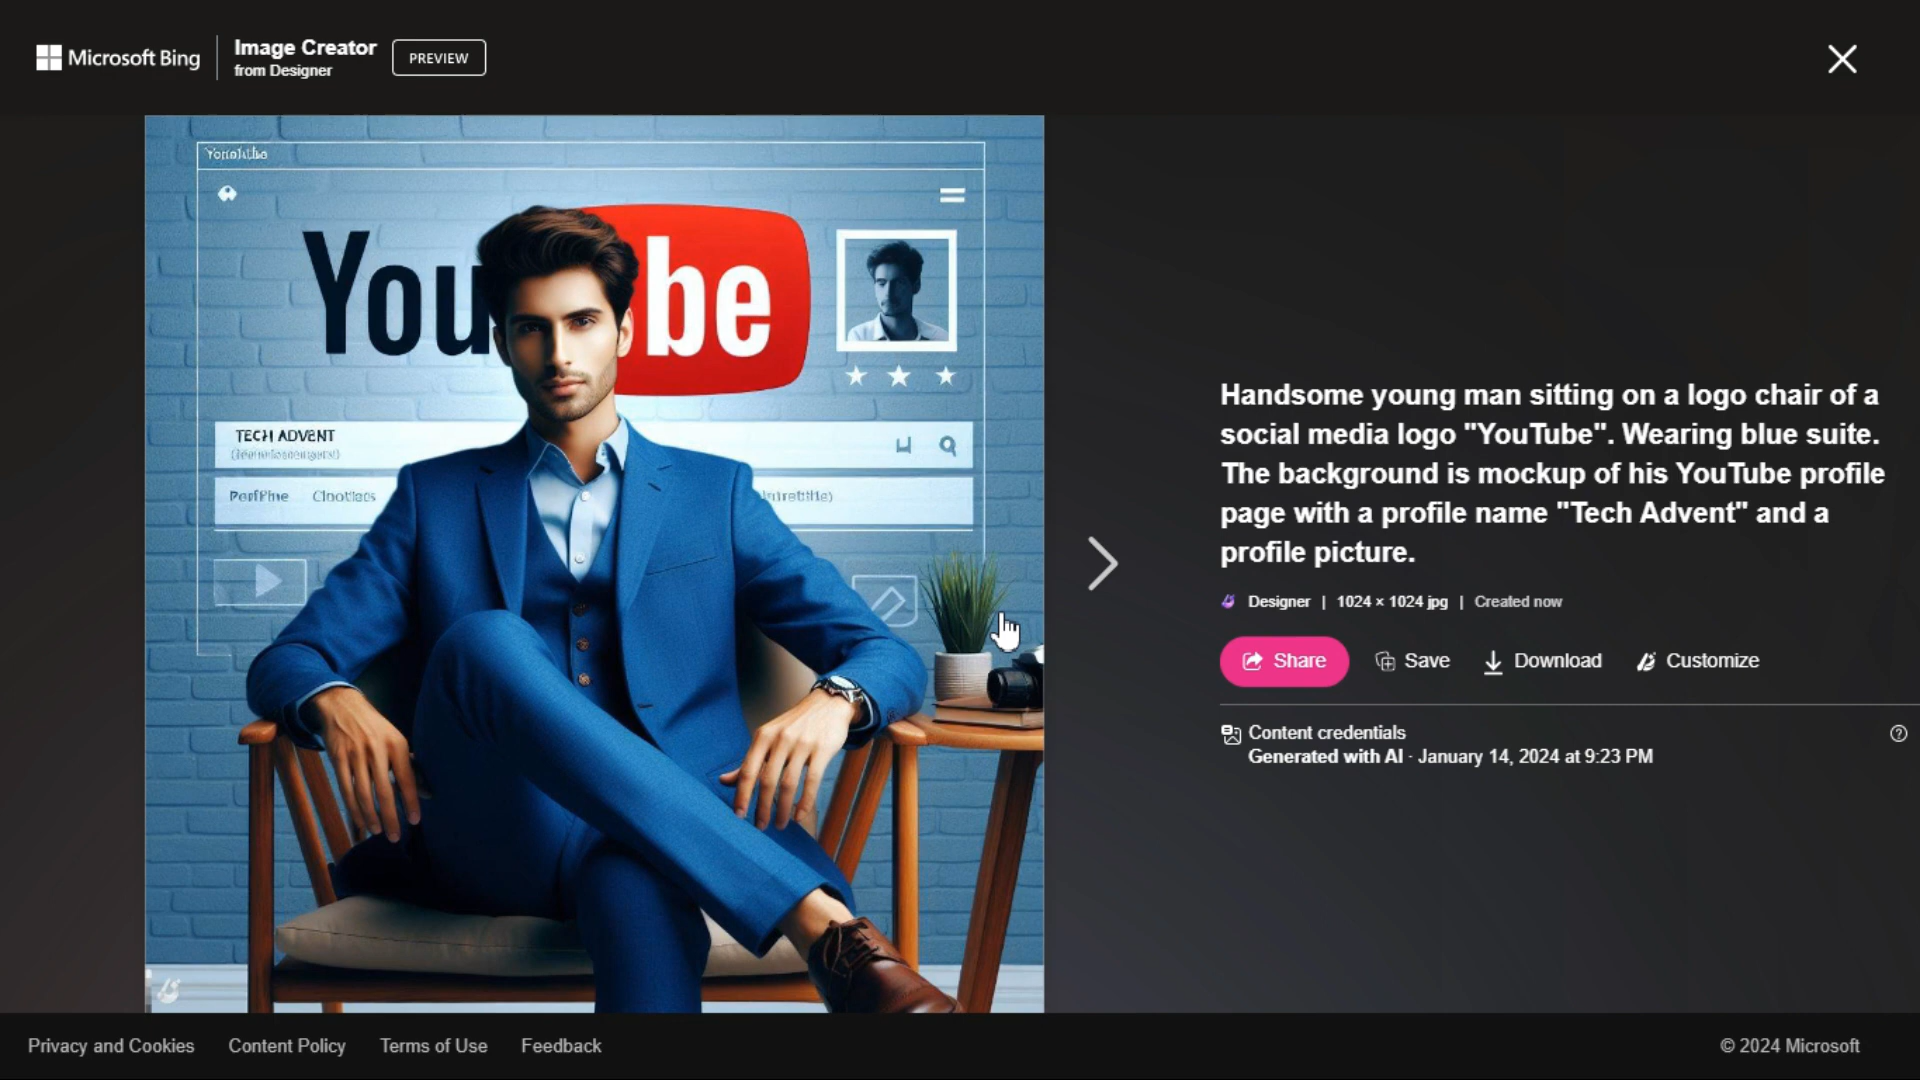 Microsoft Bing
Image Creator
from Designer
PREVIEW
You be
TECH ADVENT
Handsome young man sitting on a logo chair of a
social media logo "YouTube". Wearing blue suite.
The background is mockup of his YouTube profile
page with a profile name "Tech Advent" and a
profile picture.
Designer | 1024 × 1024 jpg | Created now
Share
Save
Download
Customize
Content credentials
Generated with AI · January 14, 2024 at 9:23 PM
Privacy and Cookies
Content Policy
Terms of Use
Feedback
© 2024 Microsoft